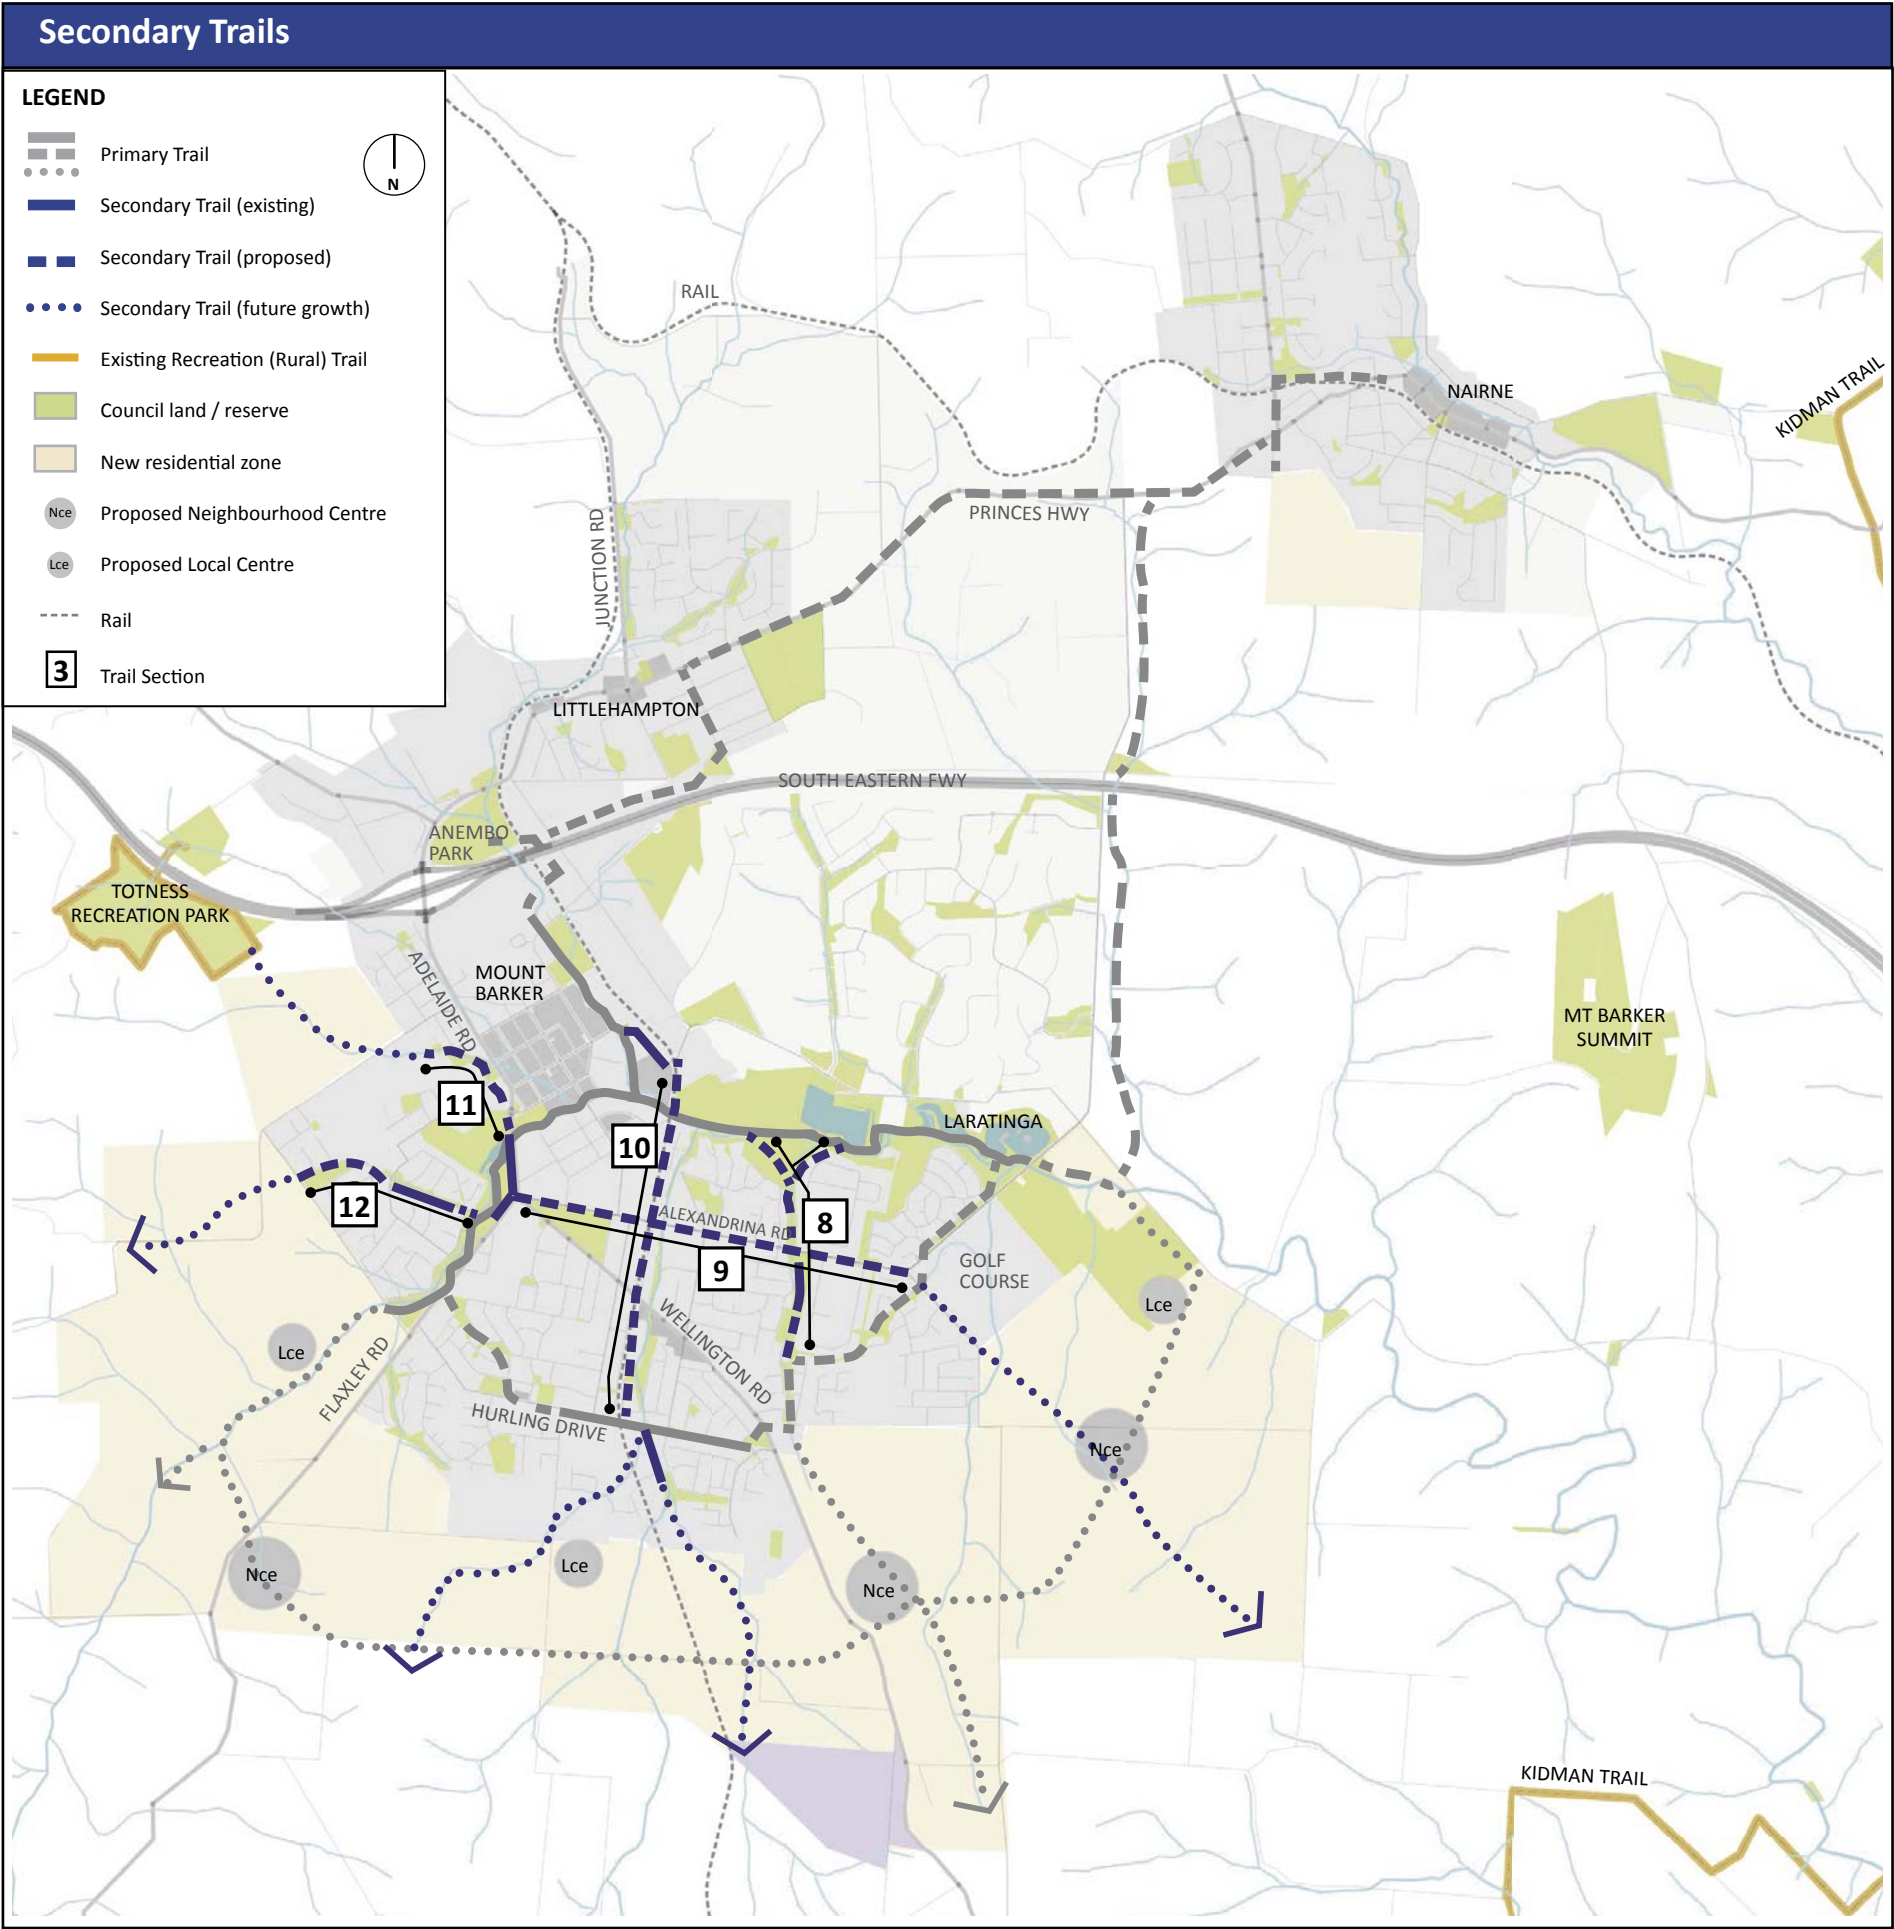 Secondary Trails
LEGEND
Primary Trail
N
Secondary Trail (existing)
Secondary Trail (proposed)
Secondary Trail (future growth)
Existing Recreation (Rural) Trail
Council land / reserve
New residential zone
Nce
Proposed Neighbourhood Centre
Lce
Proposed Local Centre
Rail
3
Trail Section
RAIL
NAIRNE
KIDMAN TRAIL
PRINCES HWY
JUNCTION RD
LITTLEHAMPTON
SOUTH EASTERN FWY
ANEMBO
PARK
TOTNESS
RECREATION PARK
ADELAIDE RD
MOUNT
BARKER
MT BARKER
SUMMIT
11
10
LARATINGA
12
8
ALEXANDRINA RD
9
GOLF
COURSE
Lce
WELLINGTON RD
Lce
FLAXLEY RD
HURLING DRIVE
Nce
Nce
Lce
Nce
KIDMAN TRAIL